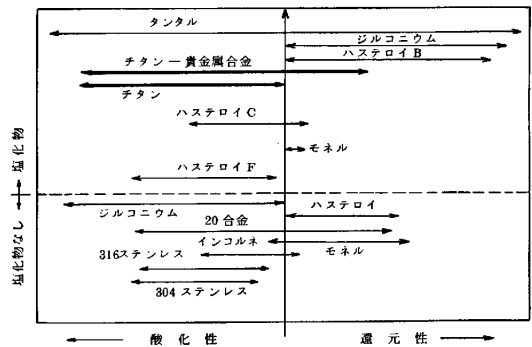 タンタル
ジルコニウム
ハステロイB
チタン－貴金属合金
チタン
ハステロイC
モネル
ハステロイF
塩化物
塩化物なし
ジルコニウム
ハステロイ
20合金
インコルネ
モネル
316ステンレス
304ステンレス
酸化性
還元性